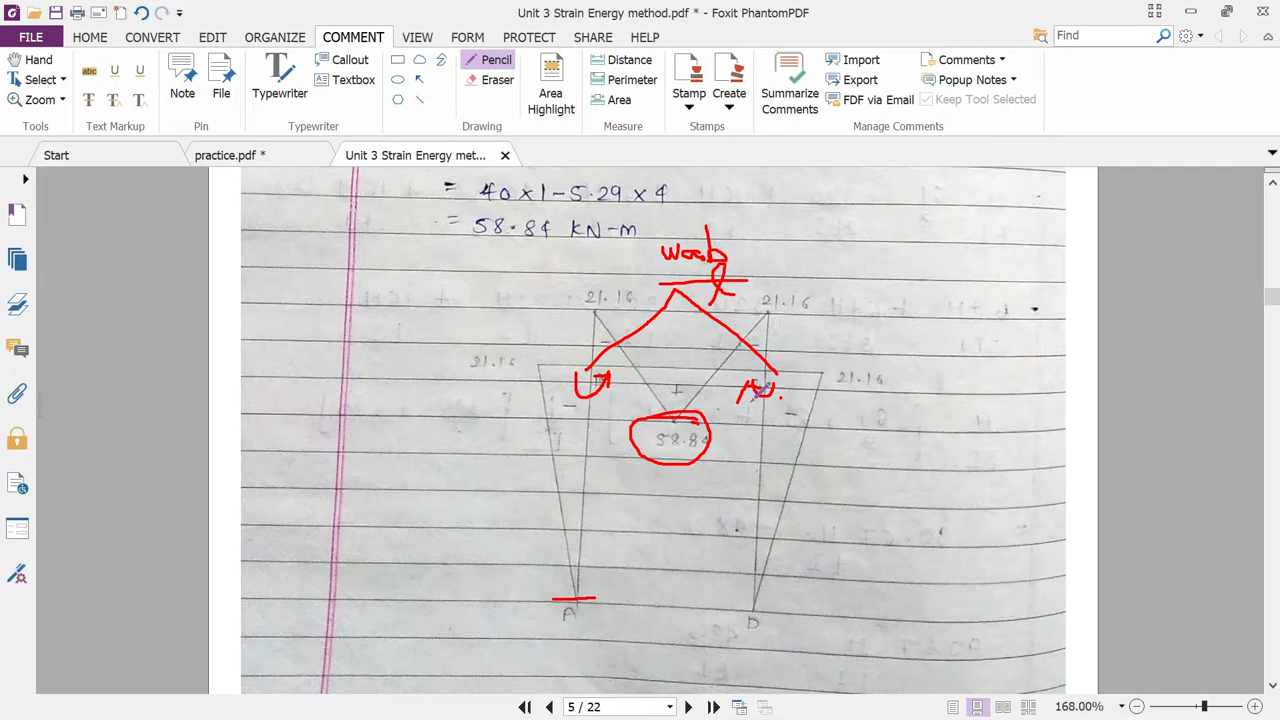 Unit 3 Strain Energy method.pdf * - Foxit PhantomPDF
FILE HOME CONVERT EDIT ORGANIZE COMMENT VIEW FORM PROTECT SHARE HELP
Find
Hand
Select
Zoom
Tools
Text Markup
Note
File
Pin
Typewriter
Callout
Textbox
Typewriter
Pencil
Eraser
Drawing
Area Highlight
Distance
Perimeter
Area
Measure
Stamp
Create
Stamps
Summarize Comments
Import
Export
FDF via Email
Comments
Popup Notes
Keep Tool Selected
Manage Comments
Start
practice.pdf *
Unit 3 Strain Energy met...
= 40 x 1 - 5.29 x 4
= 58.84 KN-m
21.16
21.16
21.16
21.16
-
+
-
-
58.84
A
D
5 / 22
168.00%